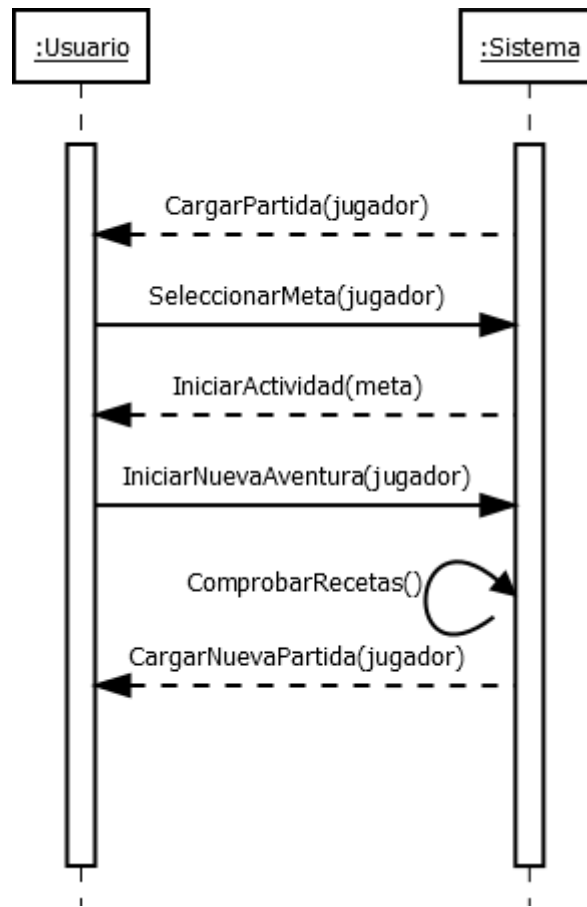 :Usuario
:Sistema
CargarPartida(jugador)
SeleccionarMeta(jugador)
IniciarActividad(meta)
IniciarNuevaAventura(jugador)
ComprobarRecetas()
CargarNuevaPartida(jugador)